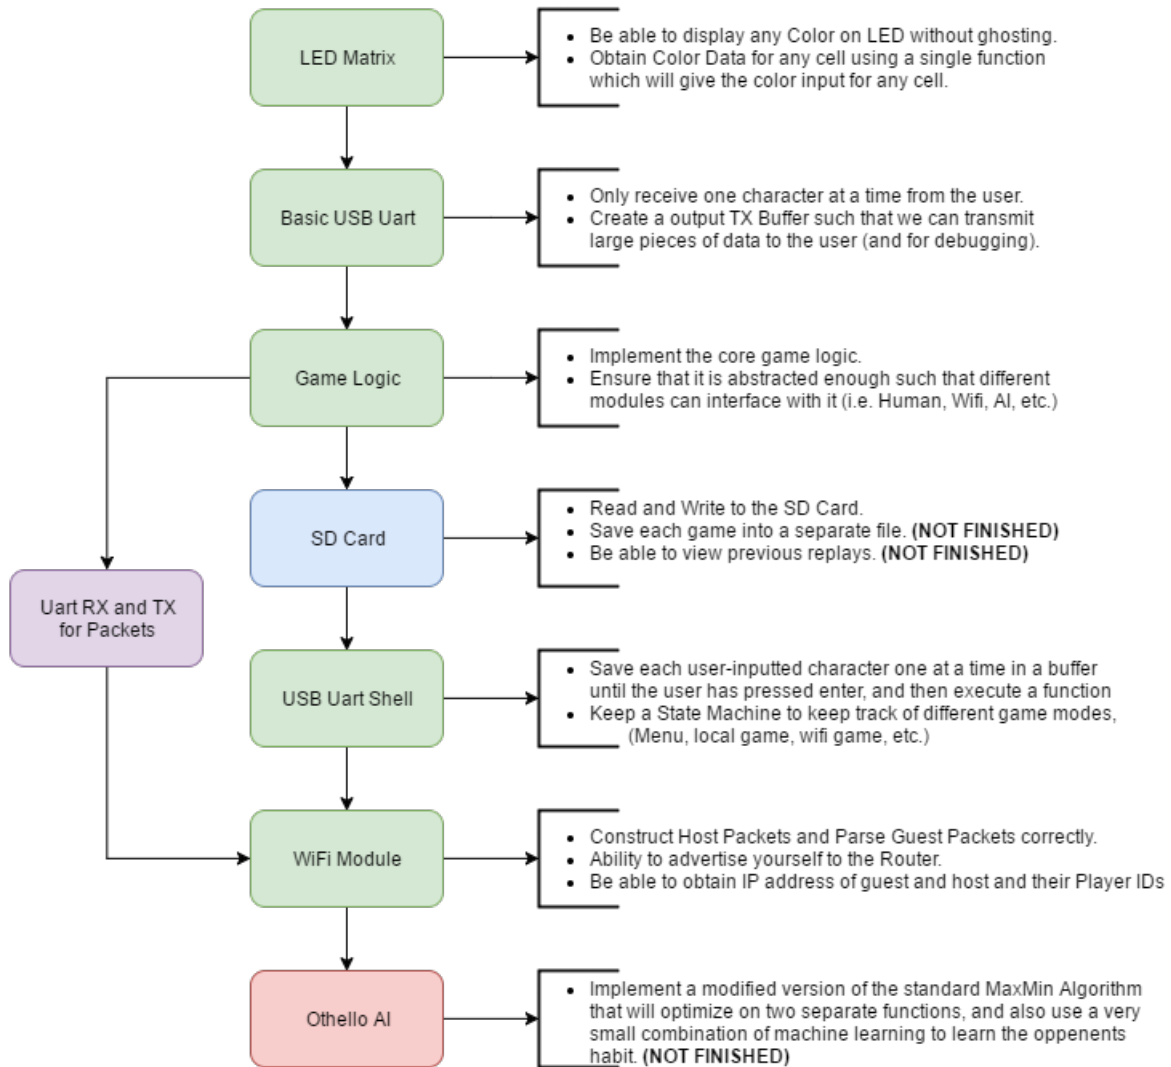 LED Matrix
• Be able to display any Color on LED without ghosting.
• Obtain Color Data for any cell using a single function
which will give the color input for any cell.
Basic USB Uart
• Only receive one character at a time from the user.
• Create a output TX Buffer such that we can transmit
large pieces of data to the user (and for debugging).
Game Logic
• Implement the core game logic.
• Ensure that it is abstracted enough such that different
modules can interface with it (i.e. Human, Wifi, AI, etc.)
SD Card
• Read and Write to the SD Card.
• Save each game into a separate file. (NOT FINISHED)
• Be able to view previous replays. (NOT FINISHED)
Uart RX and TX
for Packets
USB Uart Shell
• Save each user-inputted character one at a time in a buffer
until the user has pressed enter, and then execute a function
• Keep a State Machine to keep track of different game modes,
(Menu, local game, wifi game, etc.)
WiFi Module
• Construct Host Packets and Parse Guest Packets correctly.
• Ability to advertise yourself to the Router.
• Be able to obtain IP address of guest and host and their Player IDs
Othello AI
• Implement a modified version of the standard MaxMin Algorithm
that will optimize on two separate functions, and also use a very
small combination of machine learning to learn the oppenents
habit. (NOT FINISHED)